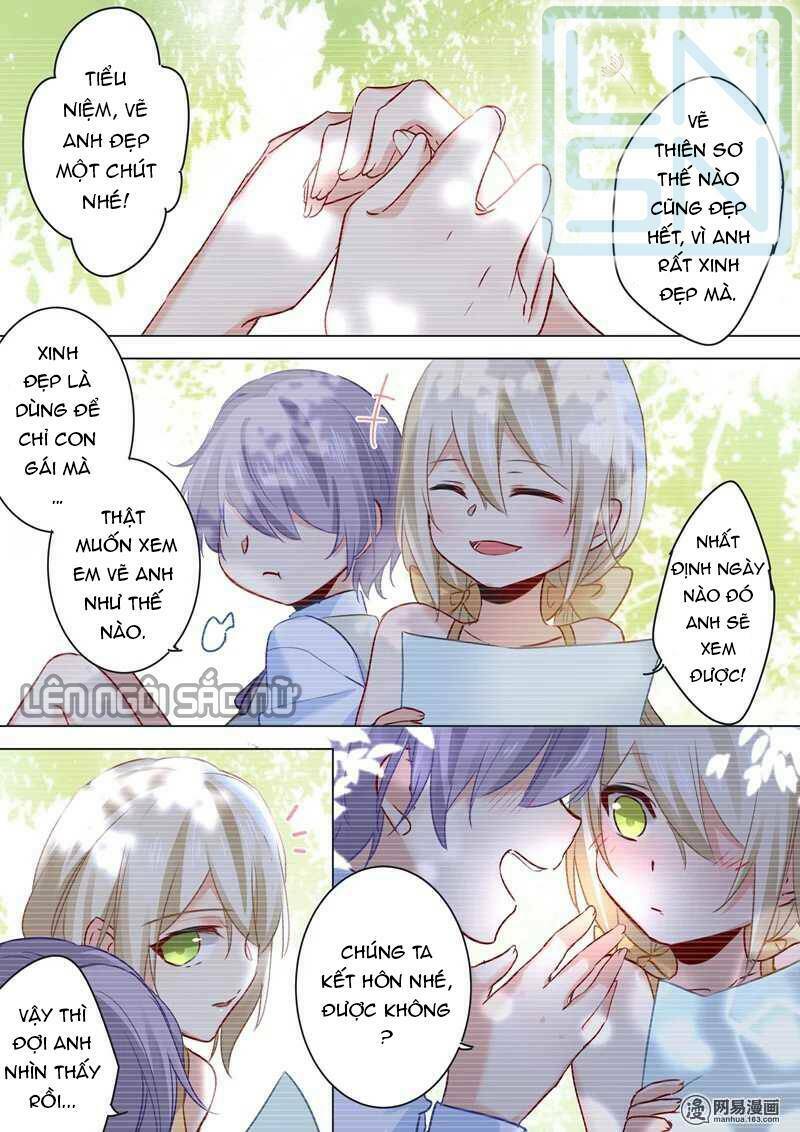 TIỂU
NIỆM, VẼ
ANH ĐẸP
MỘT CHÚT
NHÉ!
VẼ
THIÊN SƠ
THẾ NÀO
CŨNG ĐẸP
HẾT, VÌ ANH
RẤT XINH
ĐẸP MÀ.
LNSN
XINH
ĐẸP LÀ
DÙNG ĐỂ
CHỈ CON
GÁI MÀ
...
THẬT
MUỐN XEM
EM VẼ ANH
NHƯ THẾ
NÀO.
NHẤT
ĐỊNH NGÀY
NÀO ĐÓ
ANH SẼ
XEM
ĐƯỢC!
LÊN NGÔI SẮC NỮ
VẬY THÌ
ĐỢI ANH
NHÌN THẤY
RỒI...
CHÚNG TA
KẾT HÔN NHÉ,
ĐƯỢC KHÔNG
?
漫 网易漫画
manhua.163.com